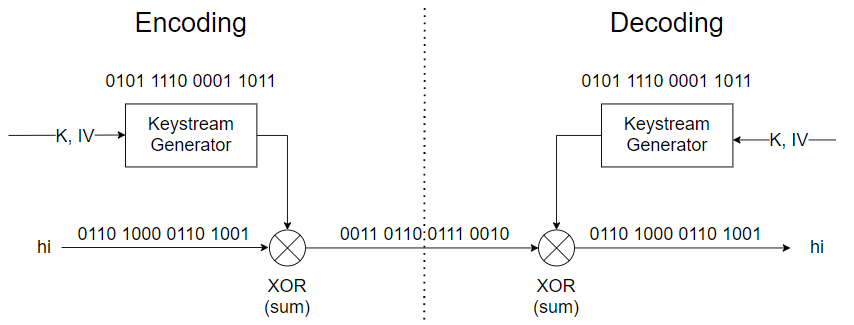 Encoding
Decoding
0101 1110 0001 1011
0101 1110 0001 1011
K, IV
Keystream
Generator
Keystream
Generator
K, IV
hi
0110 1000 0110 1001
0011 0110 0111 0010
0110 1000 0110 1001
hi
XOR
(sum)
XOR
(sum)